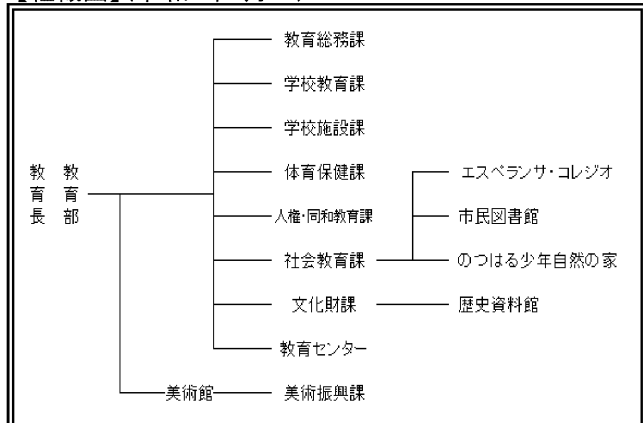 教育総務課
学校教育課
学校施設課
教育長 教育部
体育保健課
エスペランサ・コレジオ
人権・同和教育課
市民図書館
社会教育課
のつはる少年自然の家
文化財課
歴史資料館
教育センター
美術館
美術振興課